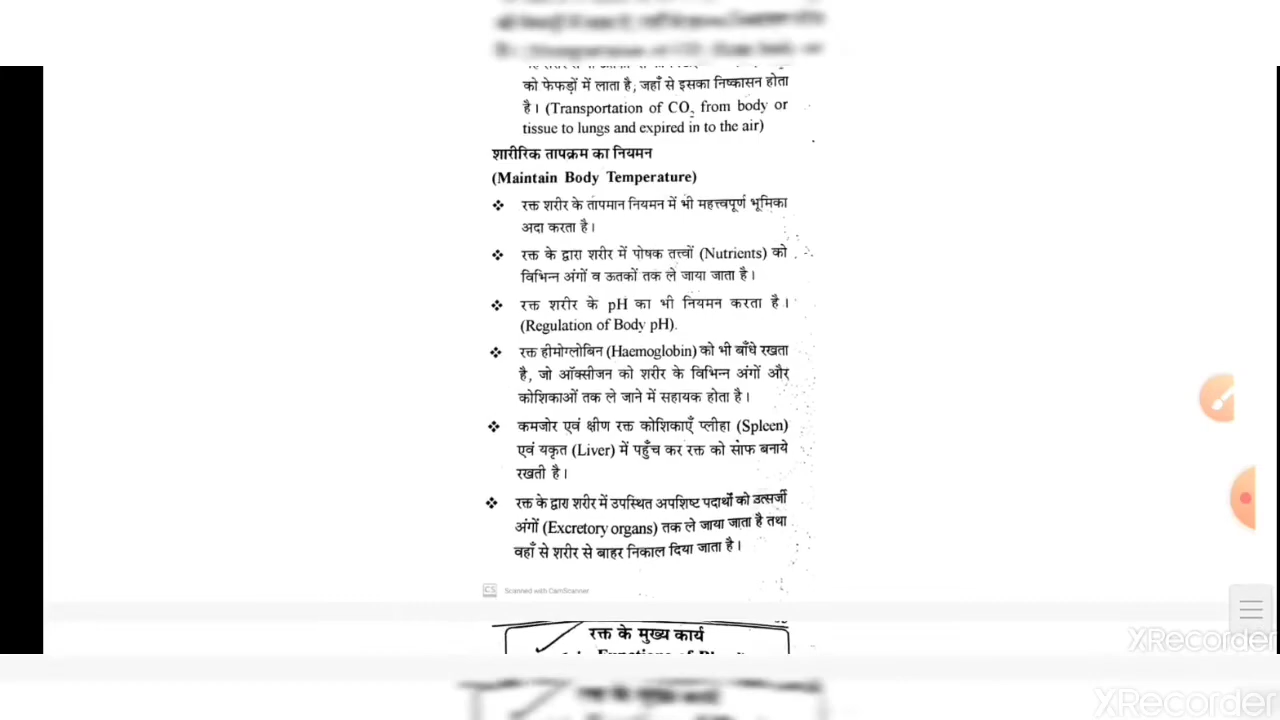 को फेफड़ों में लाता है, जहाँ से इसका निष्कासन होता
है। (Transportation of CO₂ from body or
tissue to lungs and expired in to the air)
शारीरिक तापक्रम का नियमन
(Maintain Body Temperature)
❖ रक्त शरीर के तापमान नियमन में भी महत्त्वपूर्ण भूमिका
अदा करता है।
❖ रक्त के द्वारा शरीर में पोषक तत्त्वों (Nutrients) को
विभिन्न अंगों व ऊतकों तक ले जाया जाता है।
❖ रक्त शरीर के pH का भी नियमन करता है।
(Regulation of Body pH).
❖ रक्त हीमोग्लोबिन (Haemoglobin) को भी बाँधे रखता
है, जो ऑक्सीजन को शरीर के विभिन्न अंगों और
कोशिकाओं तक ले जाने में सहायक होता है।
❖ कमजोर एवं क्षीण रक्त कोशिकाएँ प्लीहा (Spleen)
एवं यकृत (Liver) में पहुँच कर रक्त को साफ बनाये
रखती है।
❖ रक्त के द्वारा शरीर में उपस्थित अपशिष्ट पदार्थों को उत्सर्जी
अंगों (Excretory organs) तक ले जाया जाता है तथा
वहाँ से शरीर से बाहर निकाल दिया जाता है।
CS Scanned with CamScanner
रक्त के मुख्य कार्य
XRecorder
XRecorder